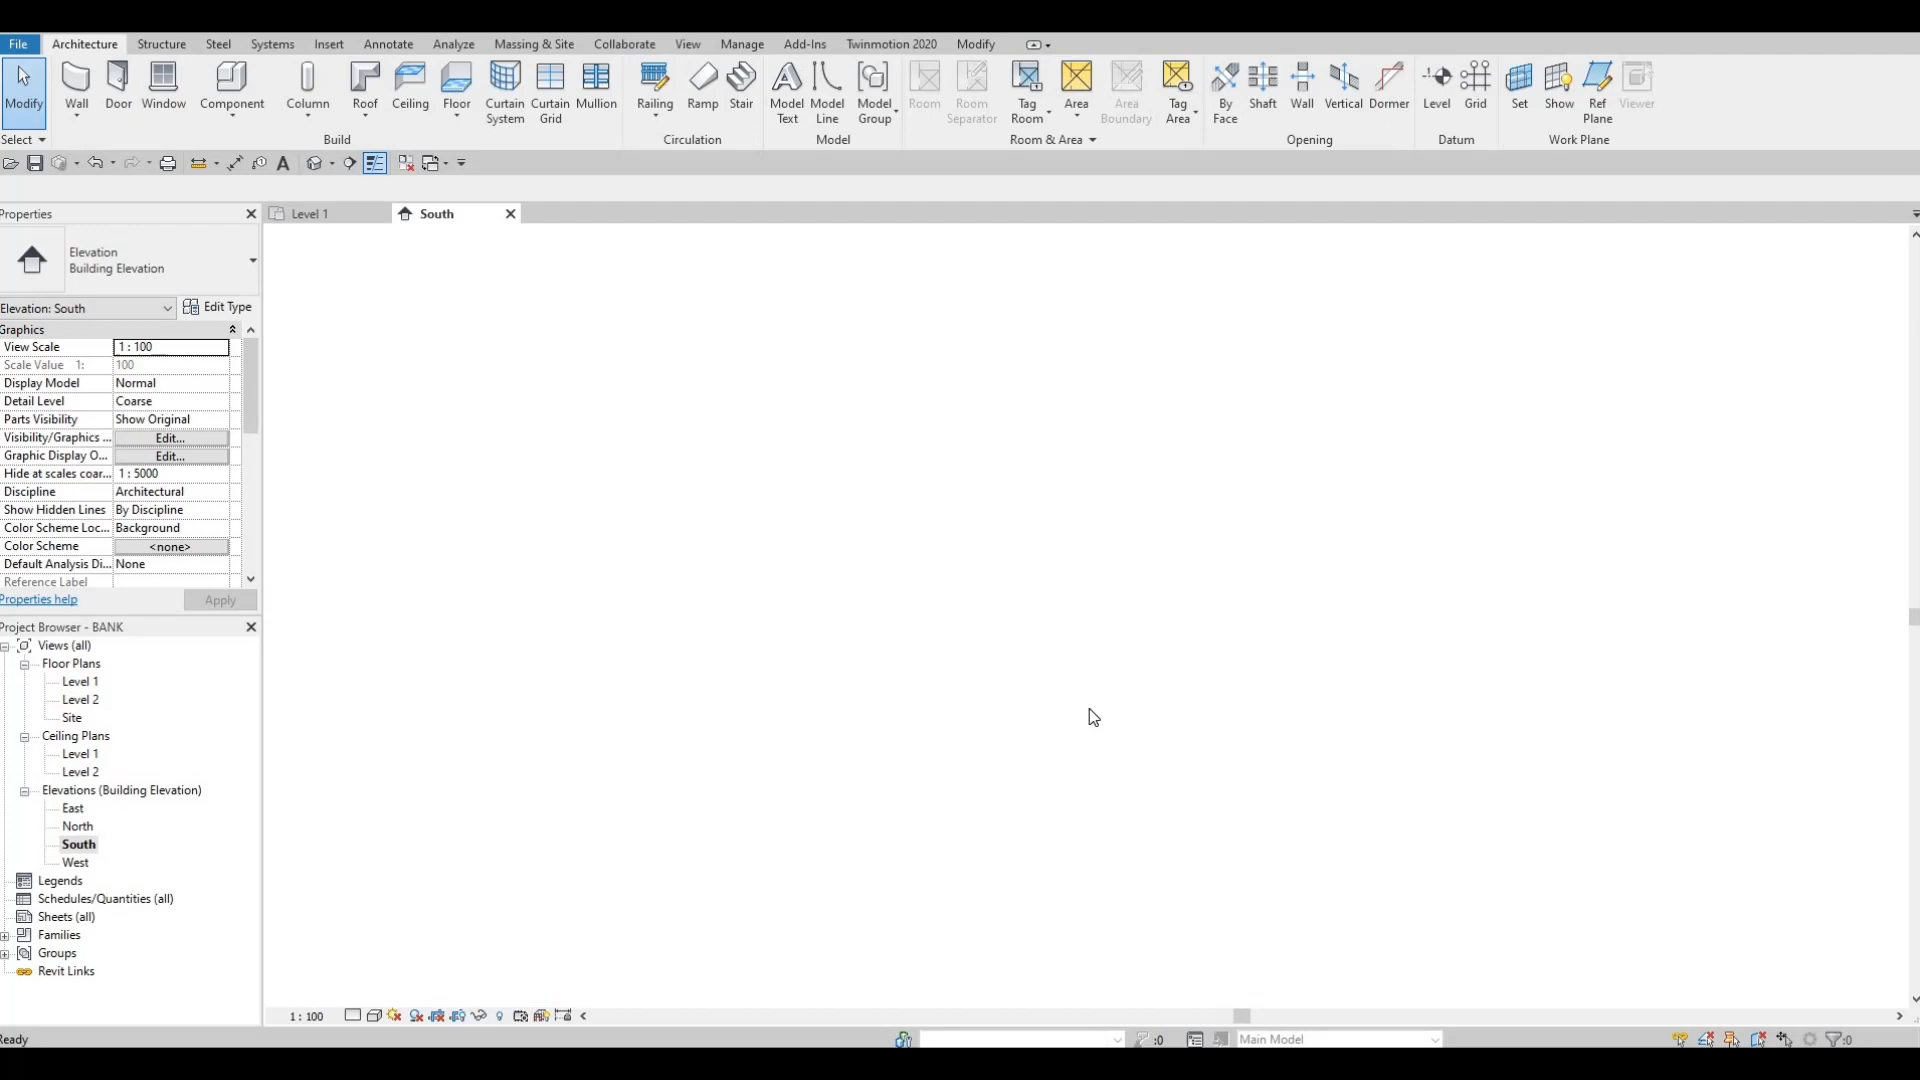 File Architecture Structure Steel Systems Insert Annotate Analyze Massing & Site Collaborate View Manage Add-Ins Twinmotion 2020 Modify
Modify Wall Door Window Component Column Roof Ceiling Floor Curtain System Curtain Grid Mullion Railing Ramp Stair Model Text Model Line Model Group Room Room Separator Tag Room Area Area Boundary Tag Area By Face Shaft Wall Vertical Dormer Level Grid Set Show Ref Plane Viewer
Select Build Circulation Model Room & Area Opening Datum Work Plane
Properties
Level 1
South
Elevation
Building Elevation
Elevation: South
Edit Type
Graphics
View Scale 1 : 100
Scale Value 1: 100
Display Model Normal
Detail Level Coarse
Parts Visibility Show Original
Visibility/Graphics ... Edit...
Graphic Display O... Edit...
Hide at scales coar... 1 : 5000
Discipline Architectural
Show Hidden Lines By Discipline
Color Scheme Loc... Background
Color Scheme <none>
Default Analysis Di... None
Reference Label
Properties help
Apply
Project Browser - BANK
Views (all)
Floor Plans
Level 1
Level 2
Site
Ceiling Plans
Level 1
Level 2
Elevations (Building Elevation)
East
North
South
West
Legends
Schedules/Quantities (all)
Sheets (all)
Families
Groups
Revit Links
1 : 100
Ready
:0
Main Model
:0